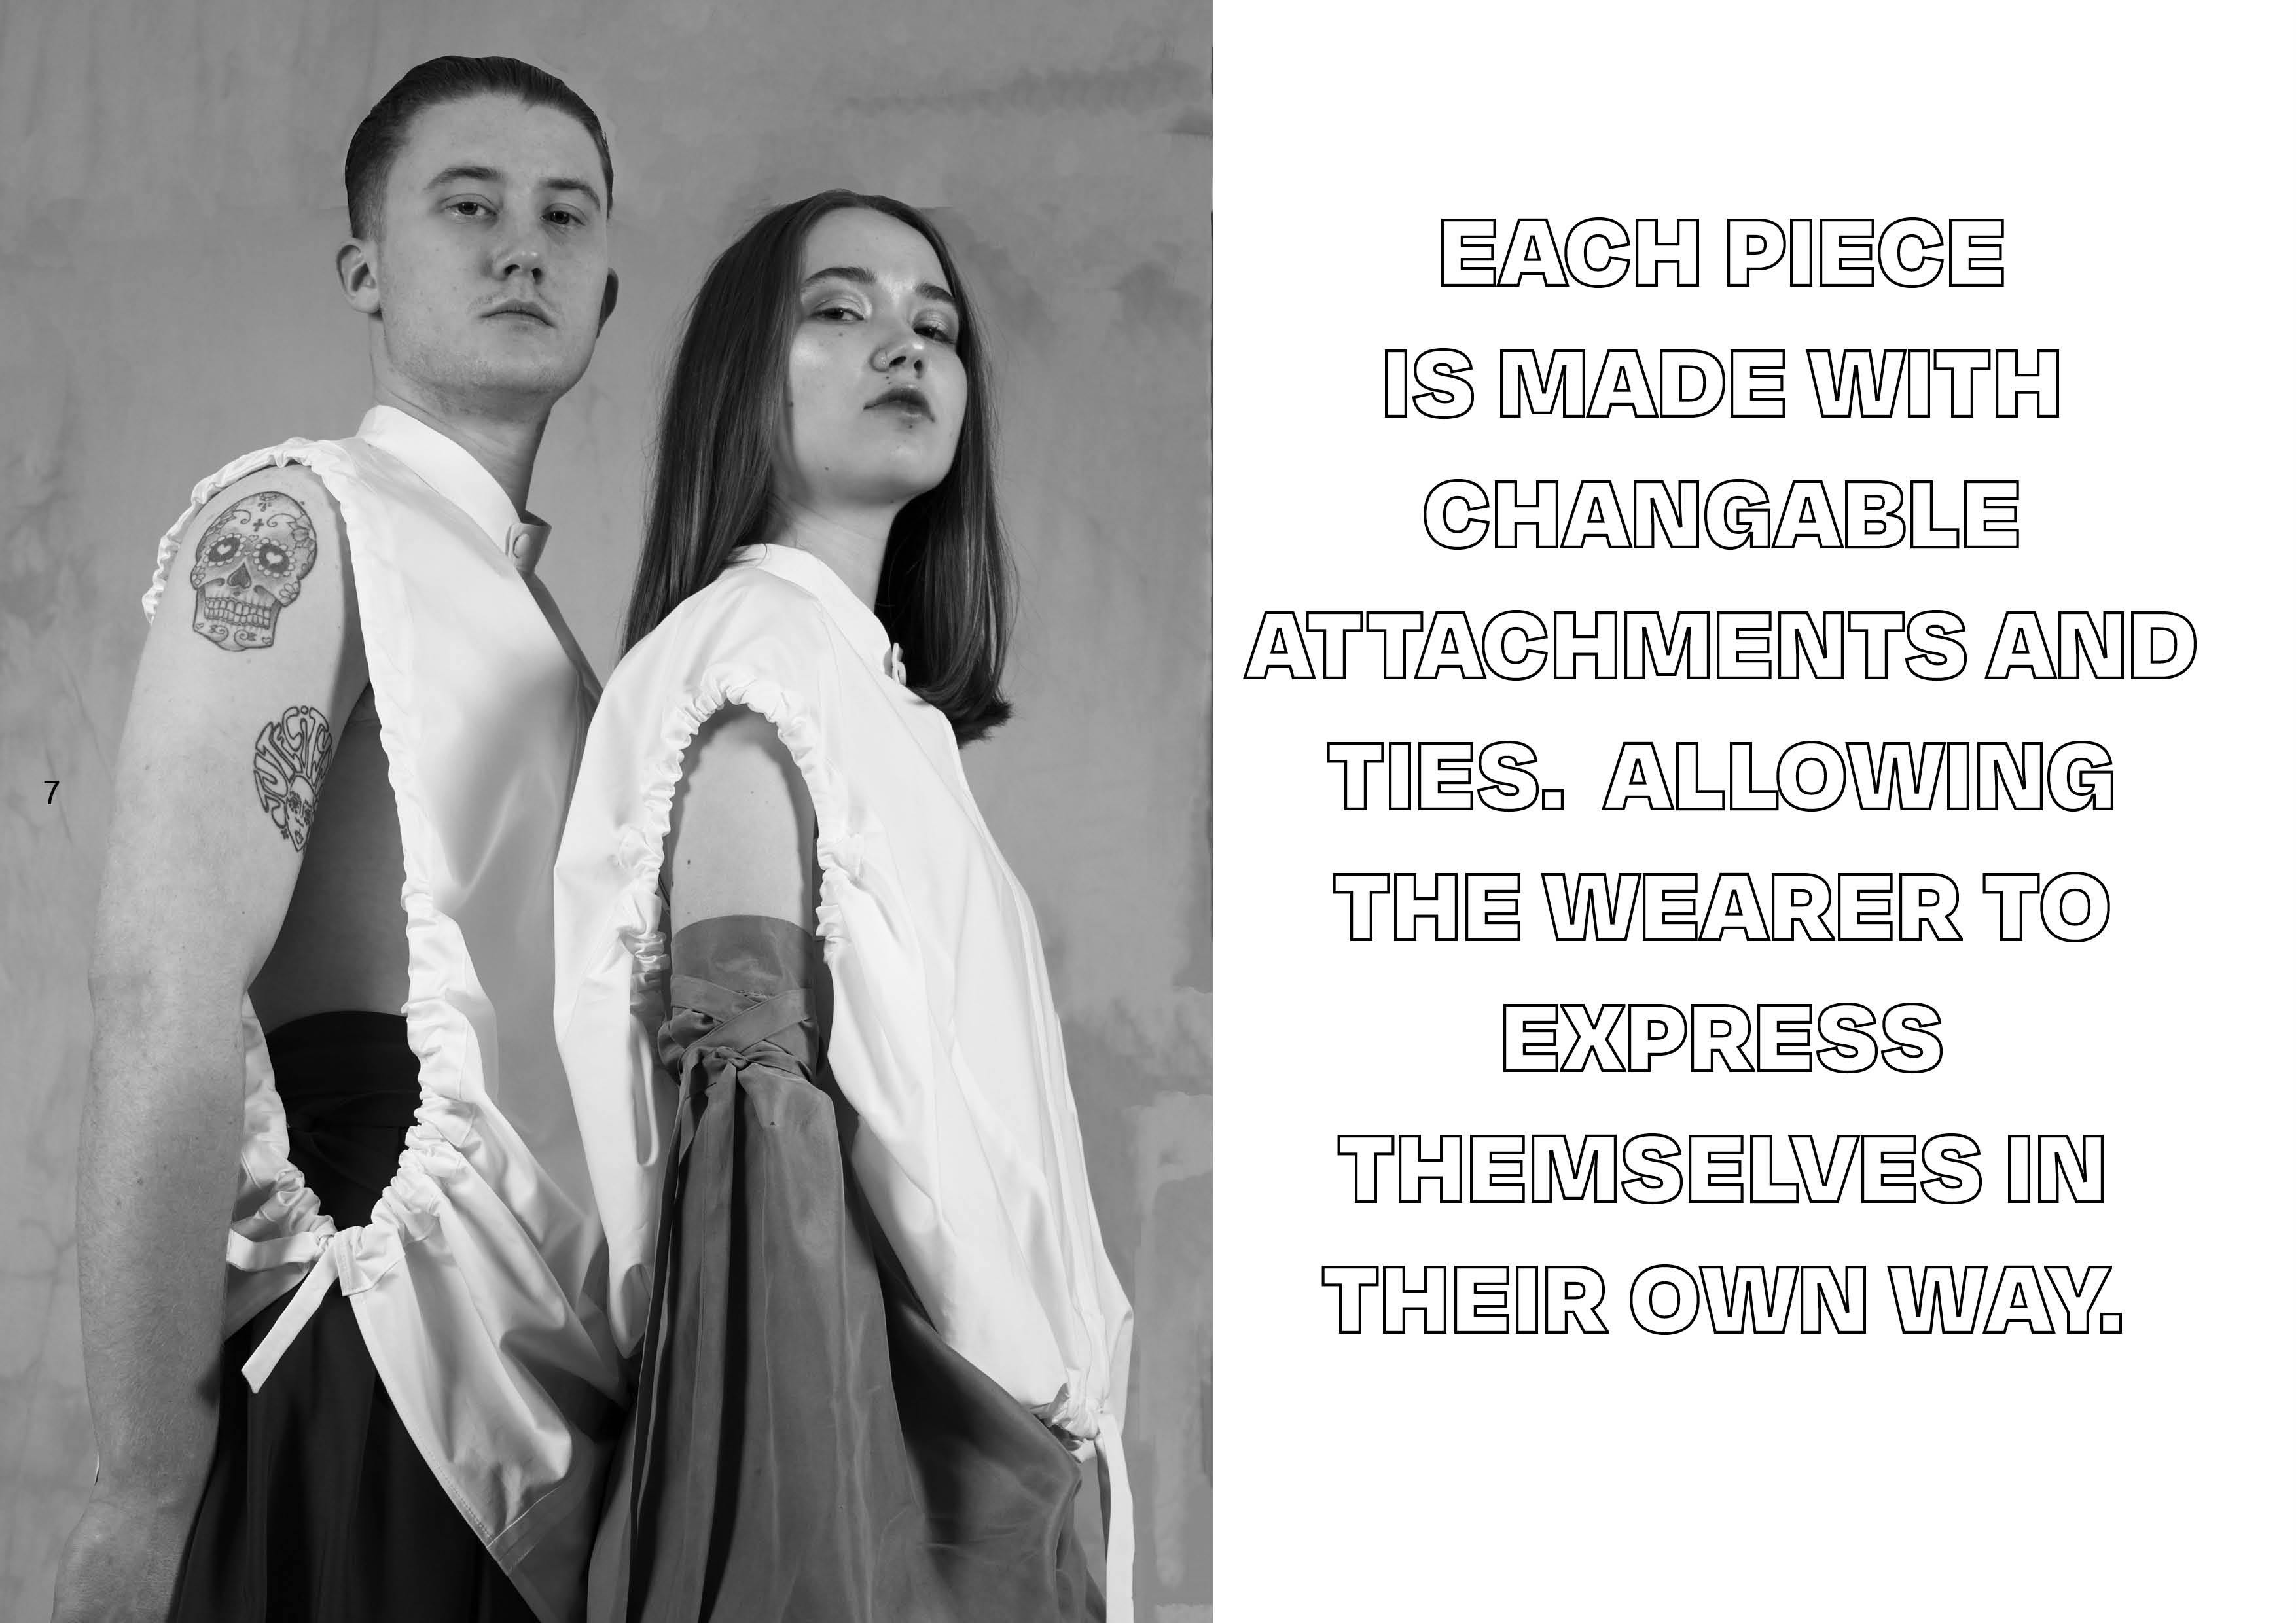 7
EACH PIECE
IS MADE WITH
CHANGABLE
ATTACHMENTS AND
TIES. ALLOWING
THE WEARER TO
EXPRESS
THEMSELVES IN
THEIR OWN WAY.